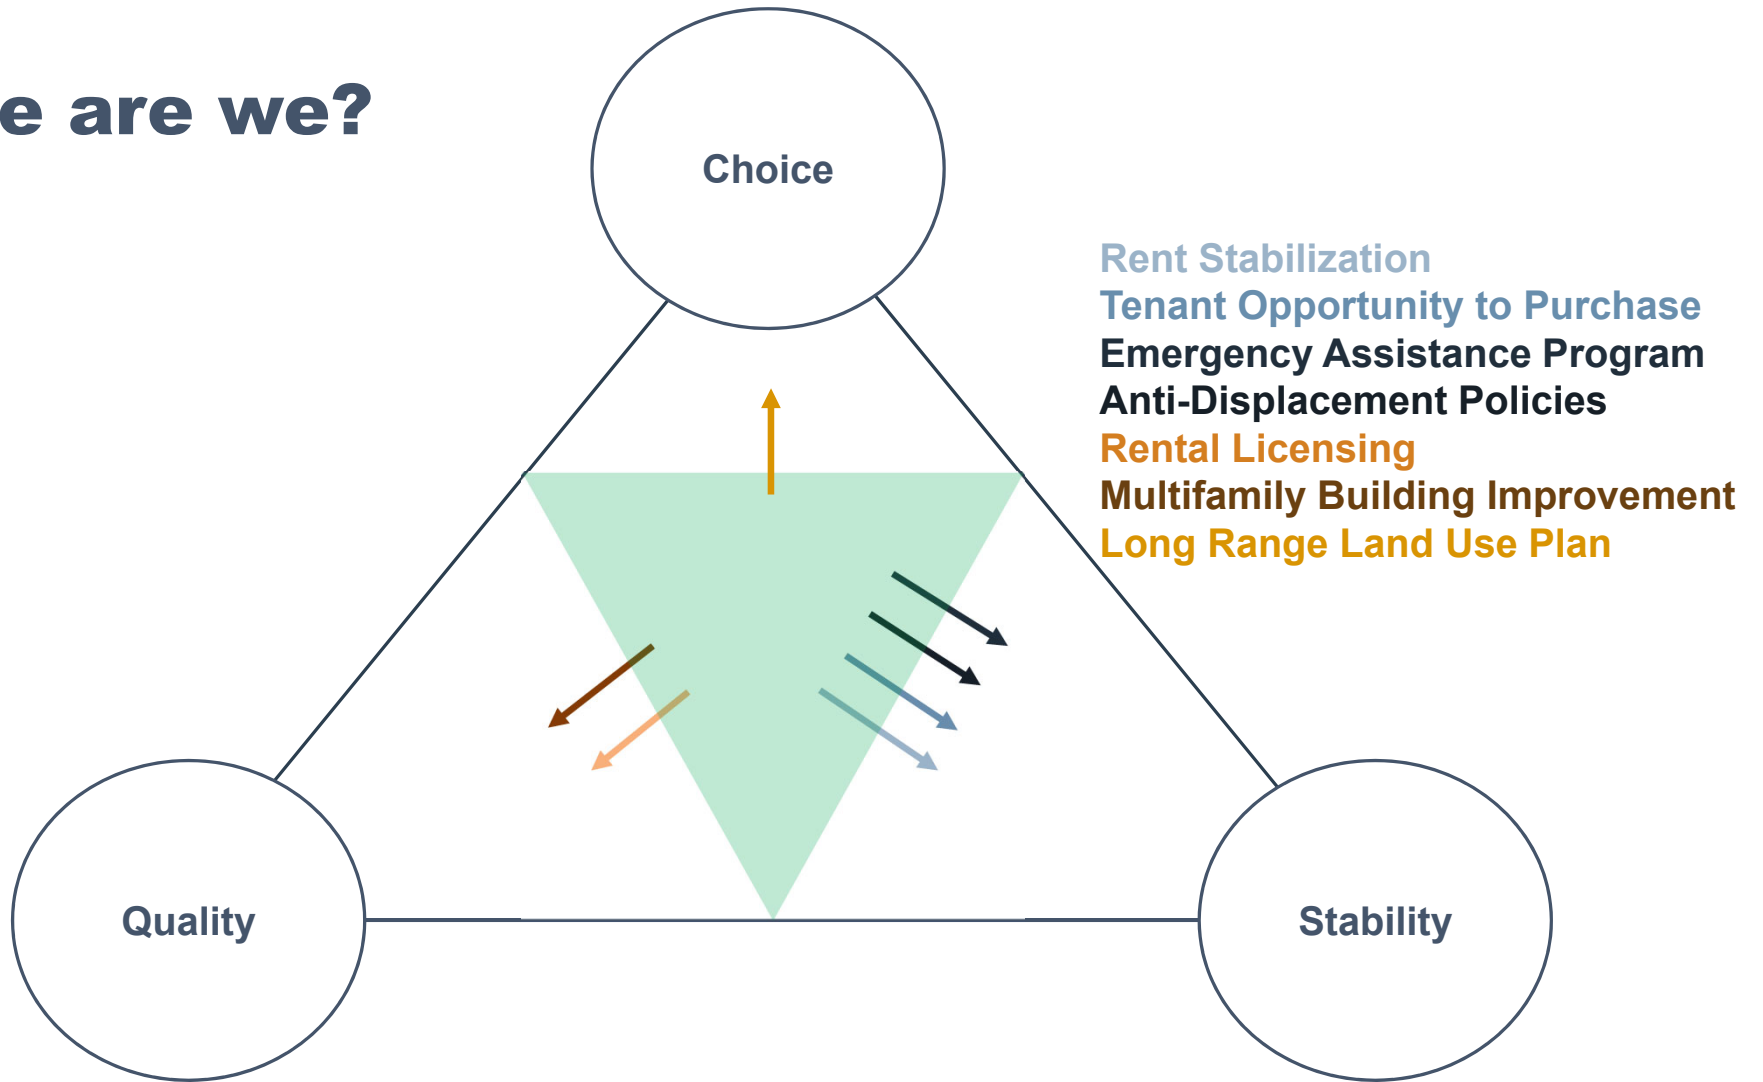 e are we?
Choice
Rent Stabilization
Tenant Opportunity to Purchase
Emergency Assistance Program
Anti-Displacement Policies
Rental Licensing
Multifamily Building Improvement
Long Range Land Use Plan
Quality
Stability